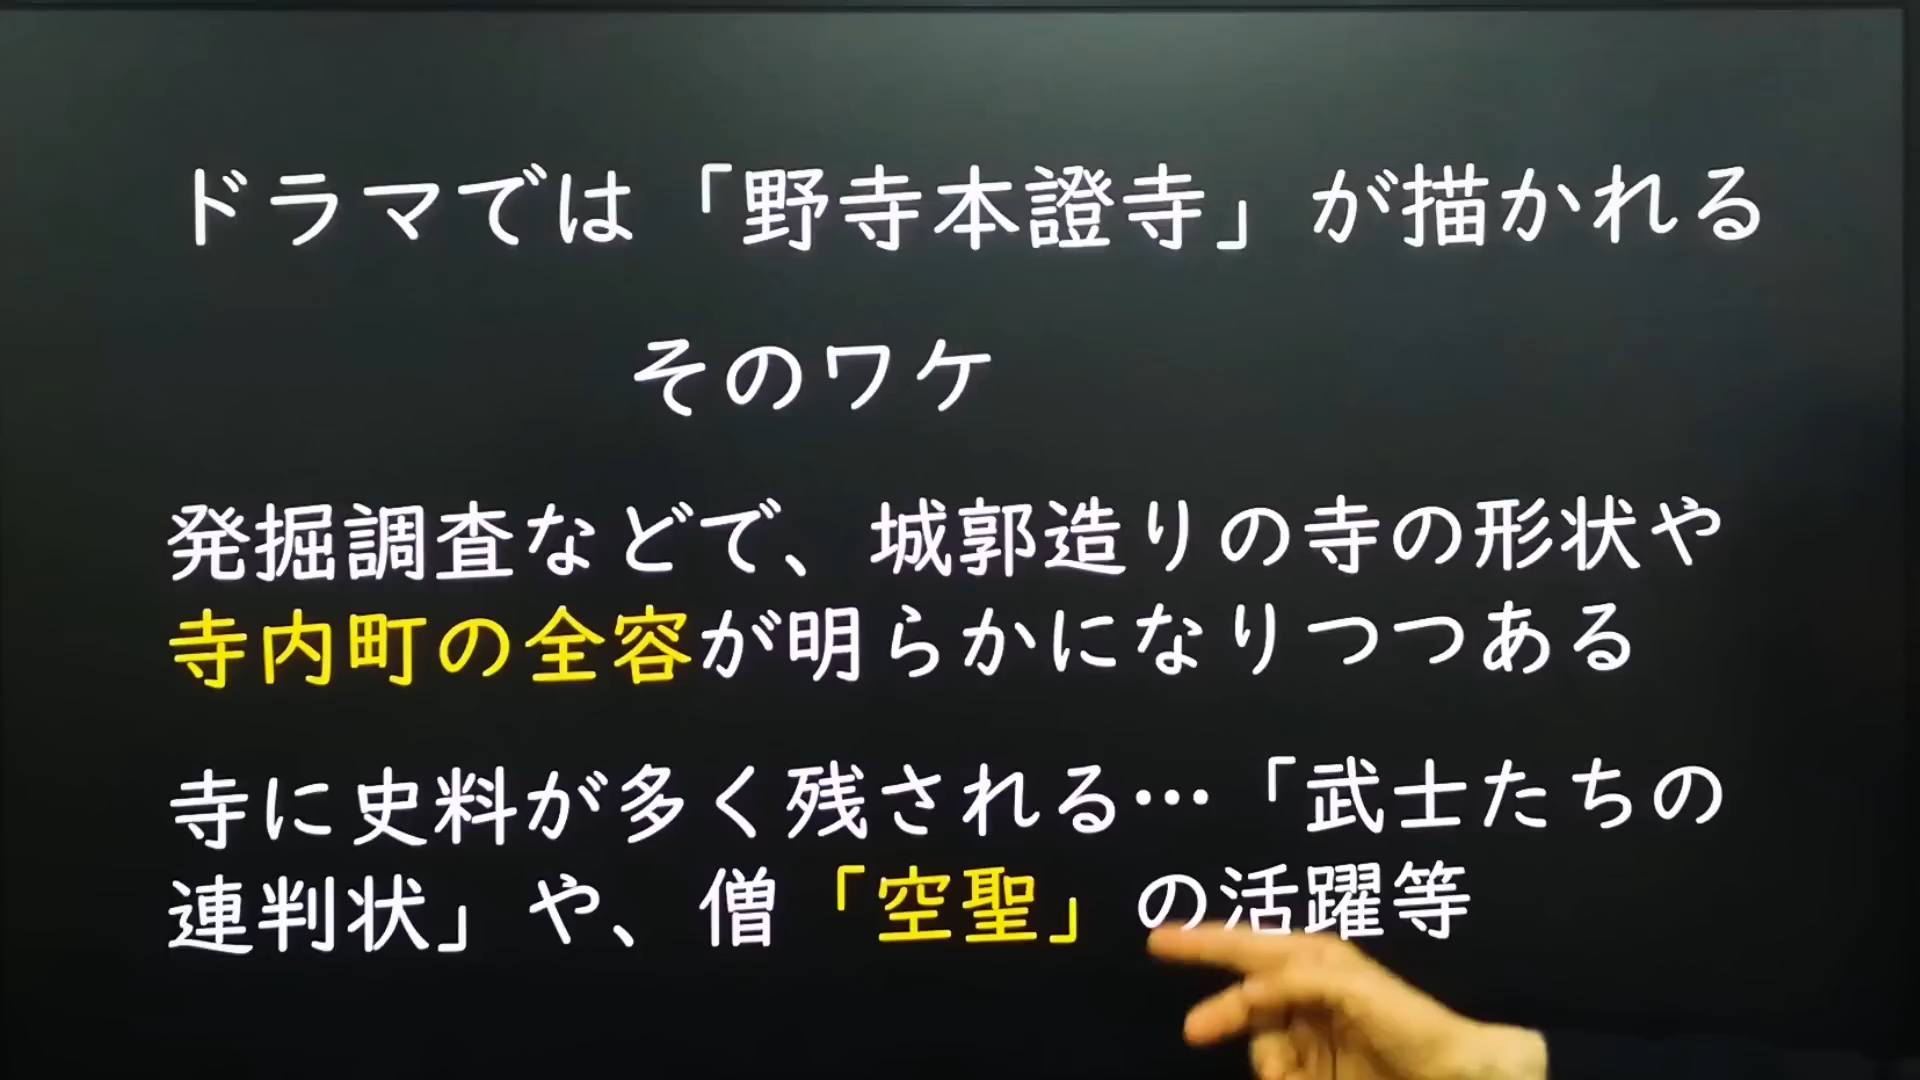 ドラマでは「野寺本證寺」が描かれる
そのワケ
発掘調査などで、城郭造りの寺の形状や
寺内町の全容が明らかになりつつある
寺に史料が多く残される…「武士たちの
連判状」や、僧「空聖」の活躍等